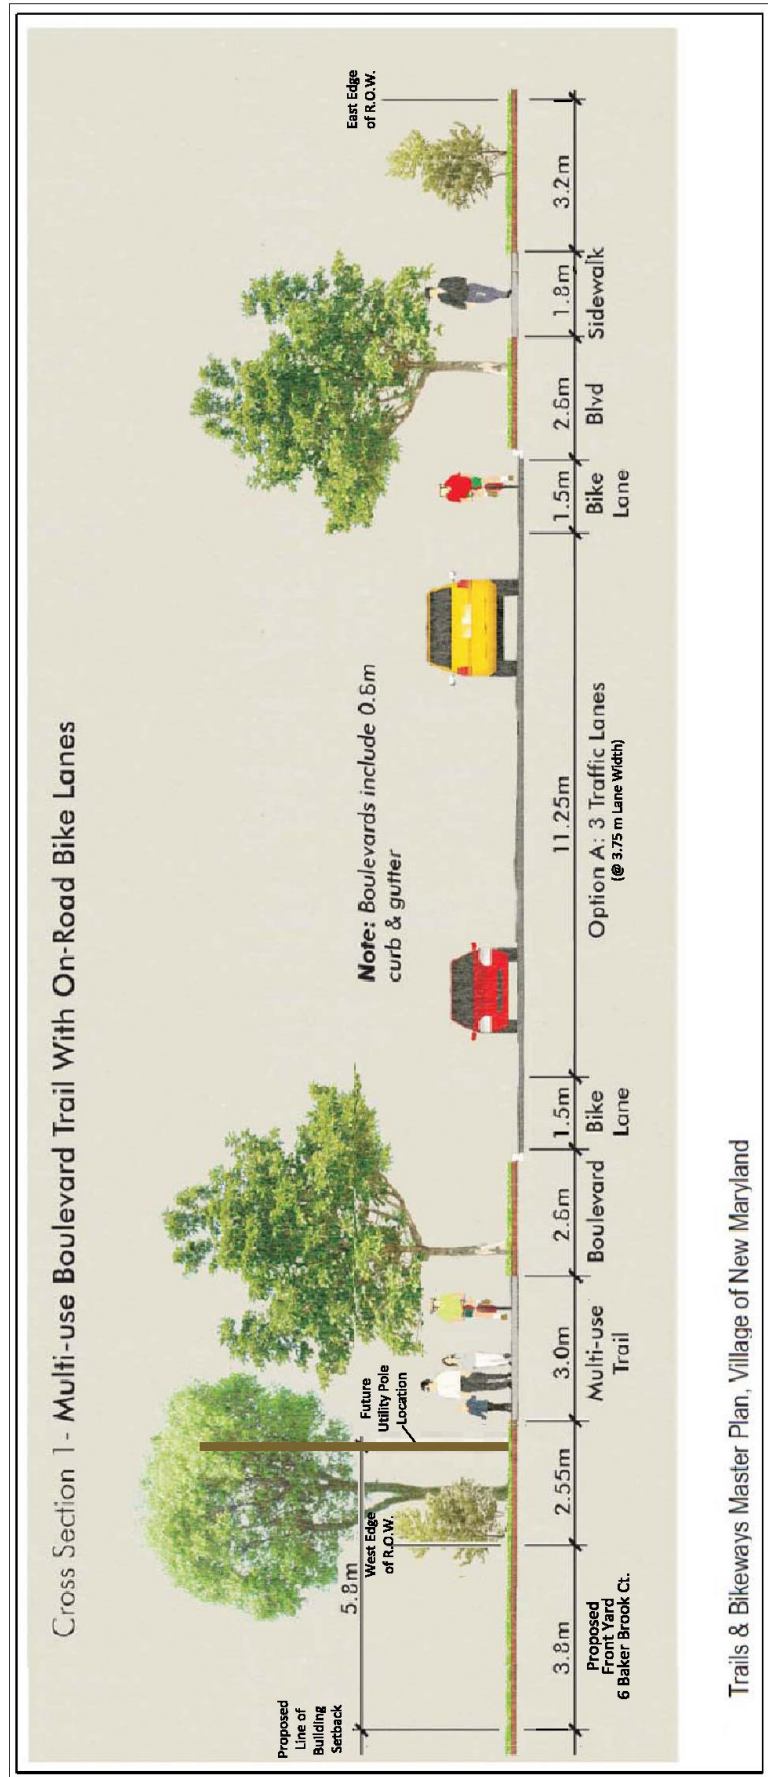 Cross Section 1 - Multi-use Boulevard Trail With On-Road Bike Lanes
Proposed
Line of
Building
Setback
5.8m
West Edge
of R.O.W.
Future
Utility Pole
Location
Note: Boulevards include 0.6m
curb & gutter
East Edge
of R.O.W.
3.8m
2.55m
3.0m
2.6m
1.5m
11.25m
1.5m
2.6m
1.8m
3.2m
Proposed
Front Yard
6 Baker Brook Ct.
Multi-use
Trail
Boulevard
Bike
Lane
Option A: 3 Traffic Lanes
(@ 3.75 m Lane Width)
Bike
Lane
Blvd
Sidewalk
Trails & Bikeways Master Plan, Village of New Maryland